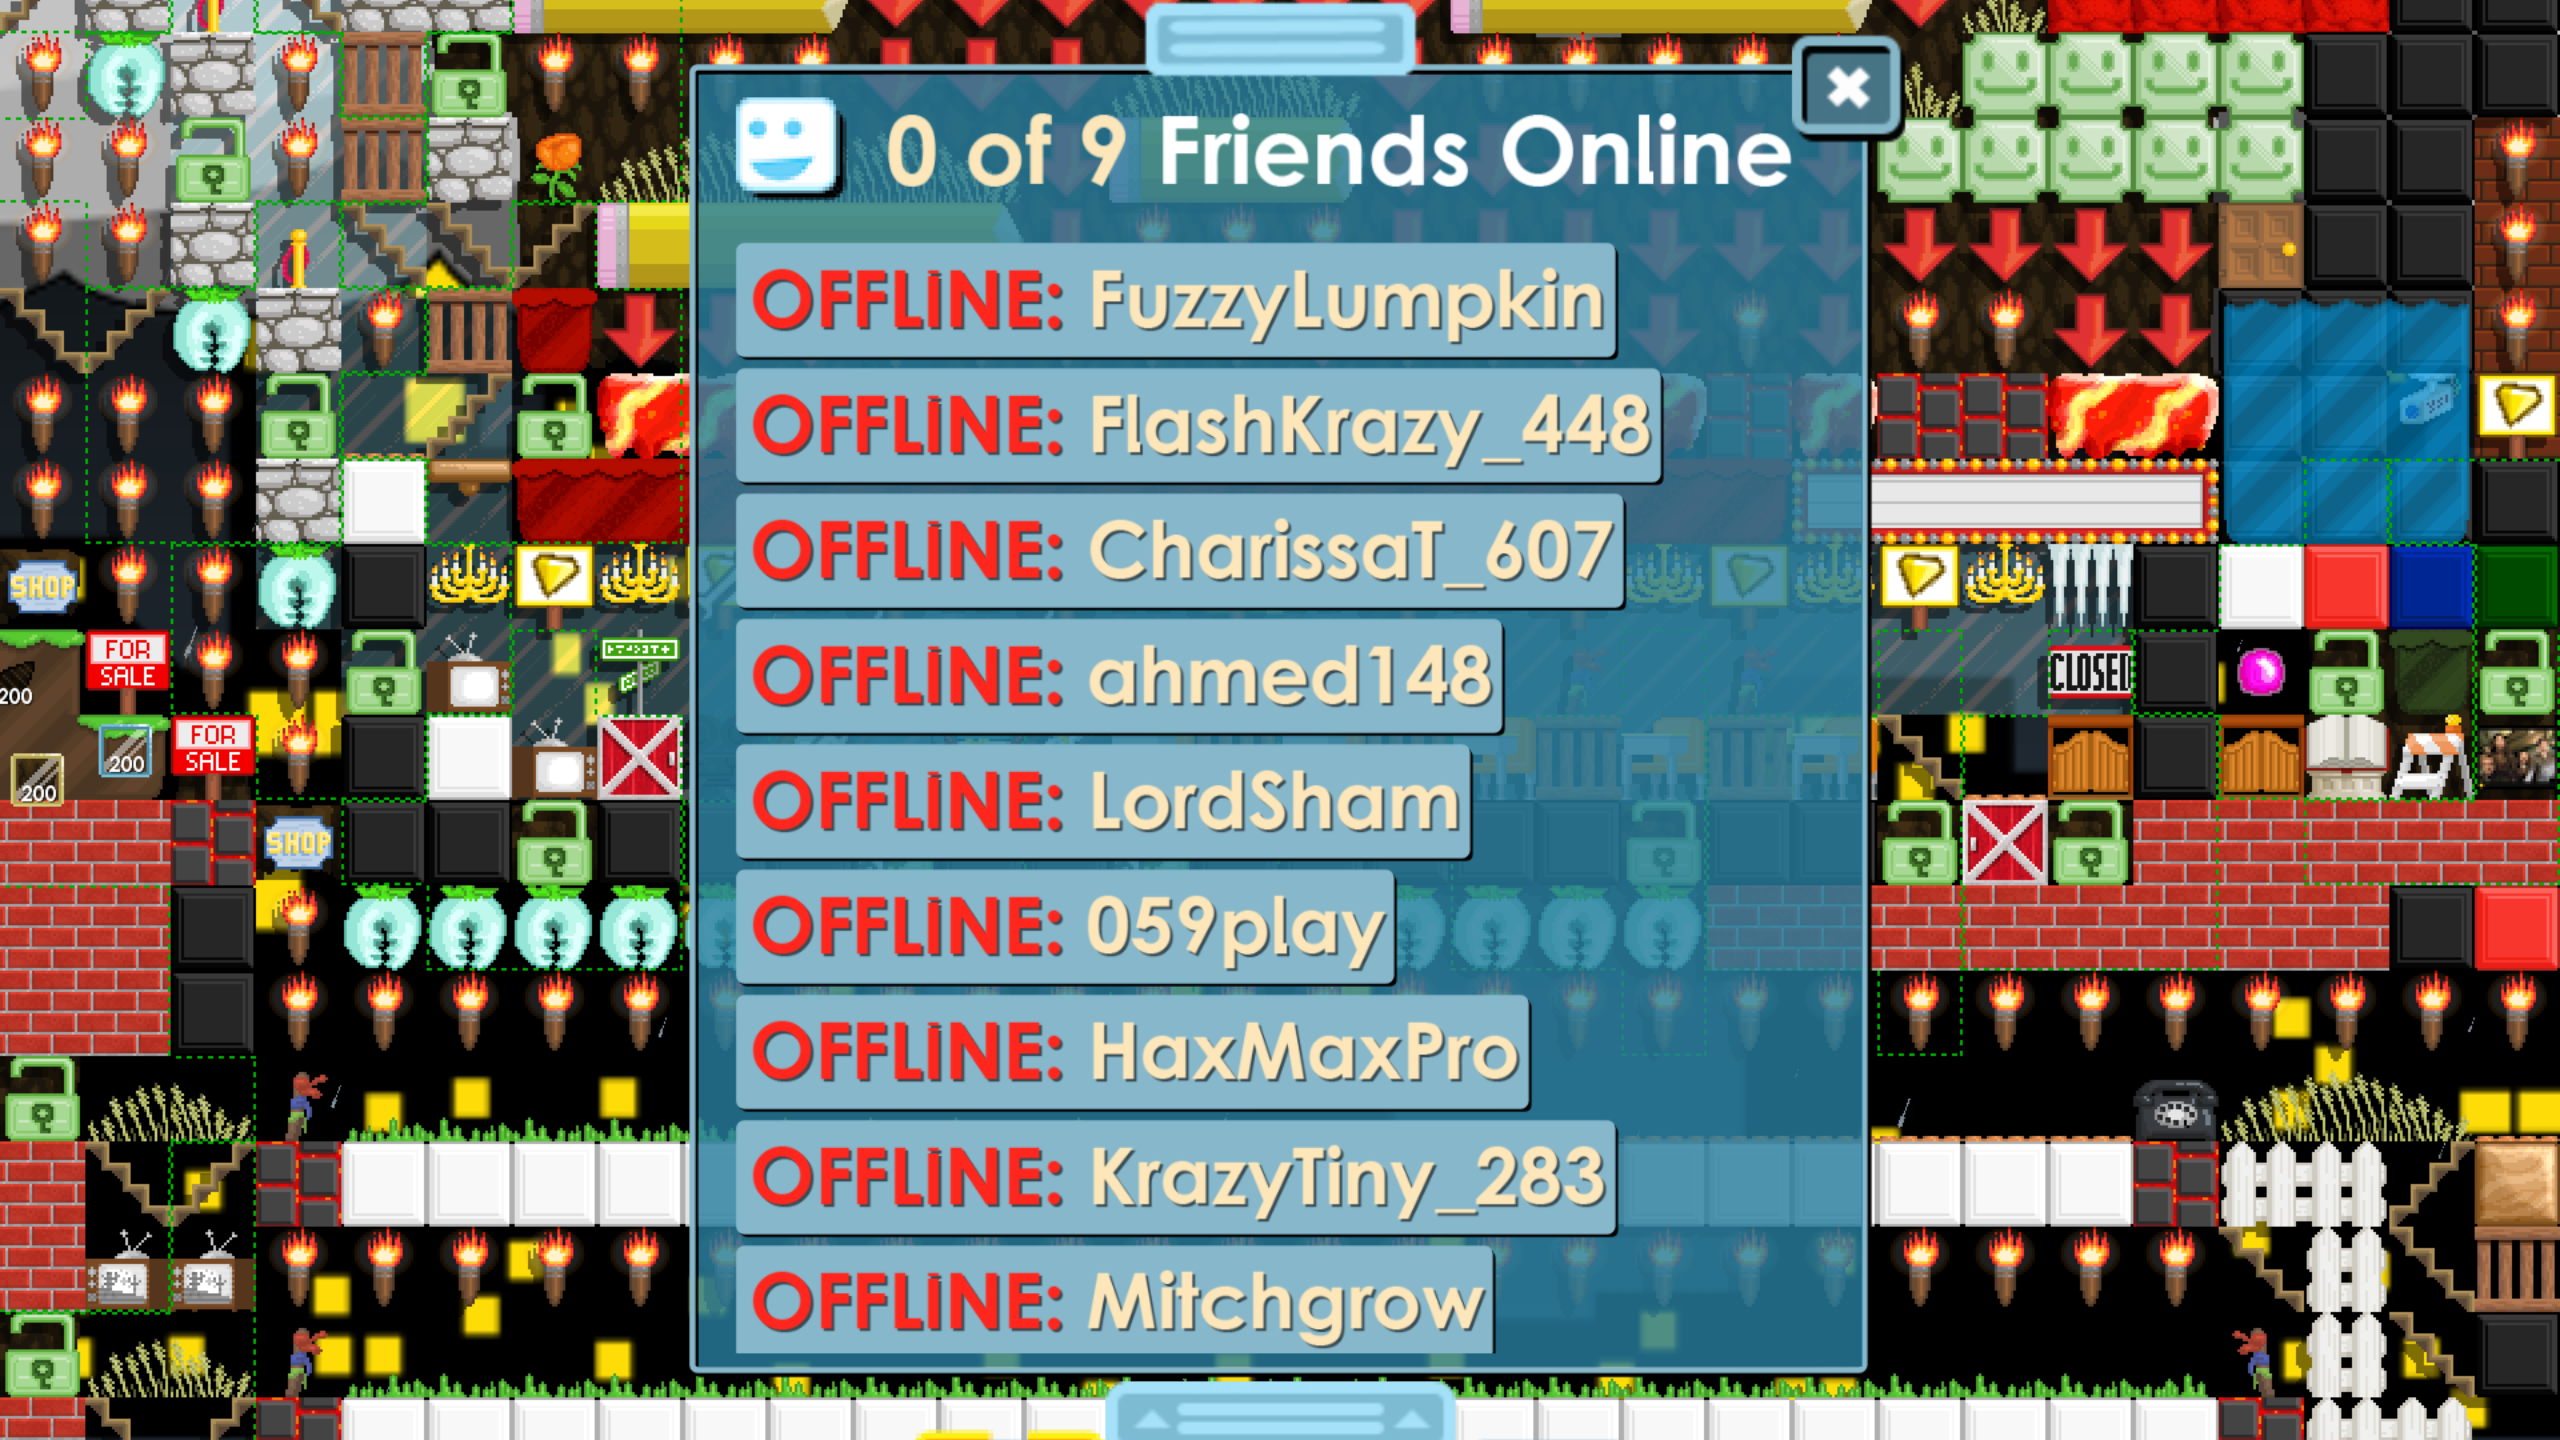 0 of 9 Friends Online
OFFLiNE: FuzzyLumpkin
OFFLiNE: FlashKrazy_448
OFFLiNE: CharissaT_607
OFFLiNE: ahmed148
OFFLiNE: LordSham
OFFLiNE: 059play
OFFLiNE: HaxMaxPro
OFFLiNE: KrazyTiny_283
OFFLiNE: Mitchgrow
SHOP
FOR
SALE
200
FOR
SALE
200
200
SHOP
CLOSED